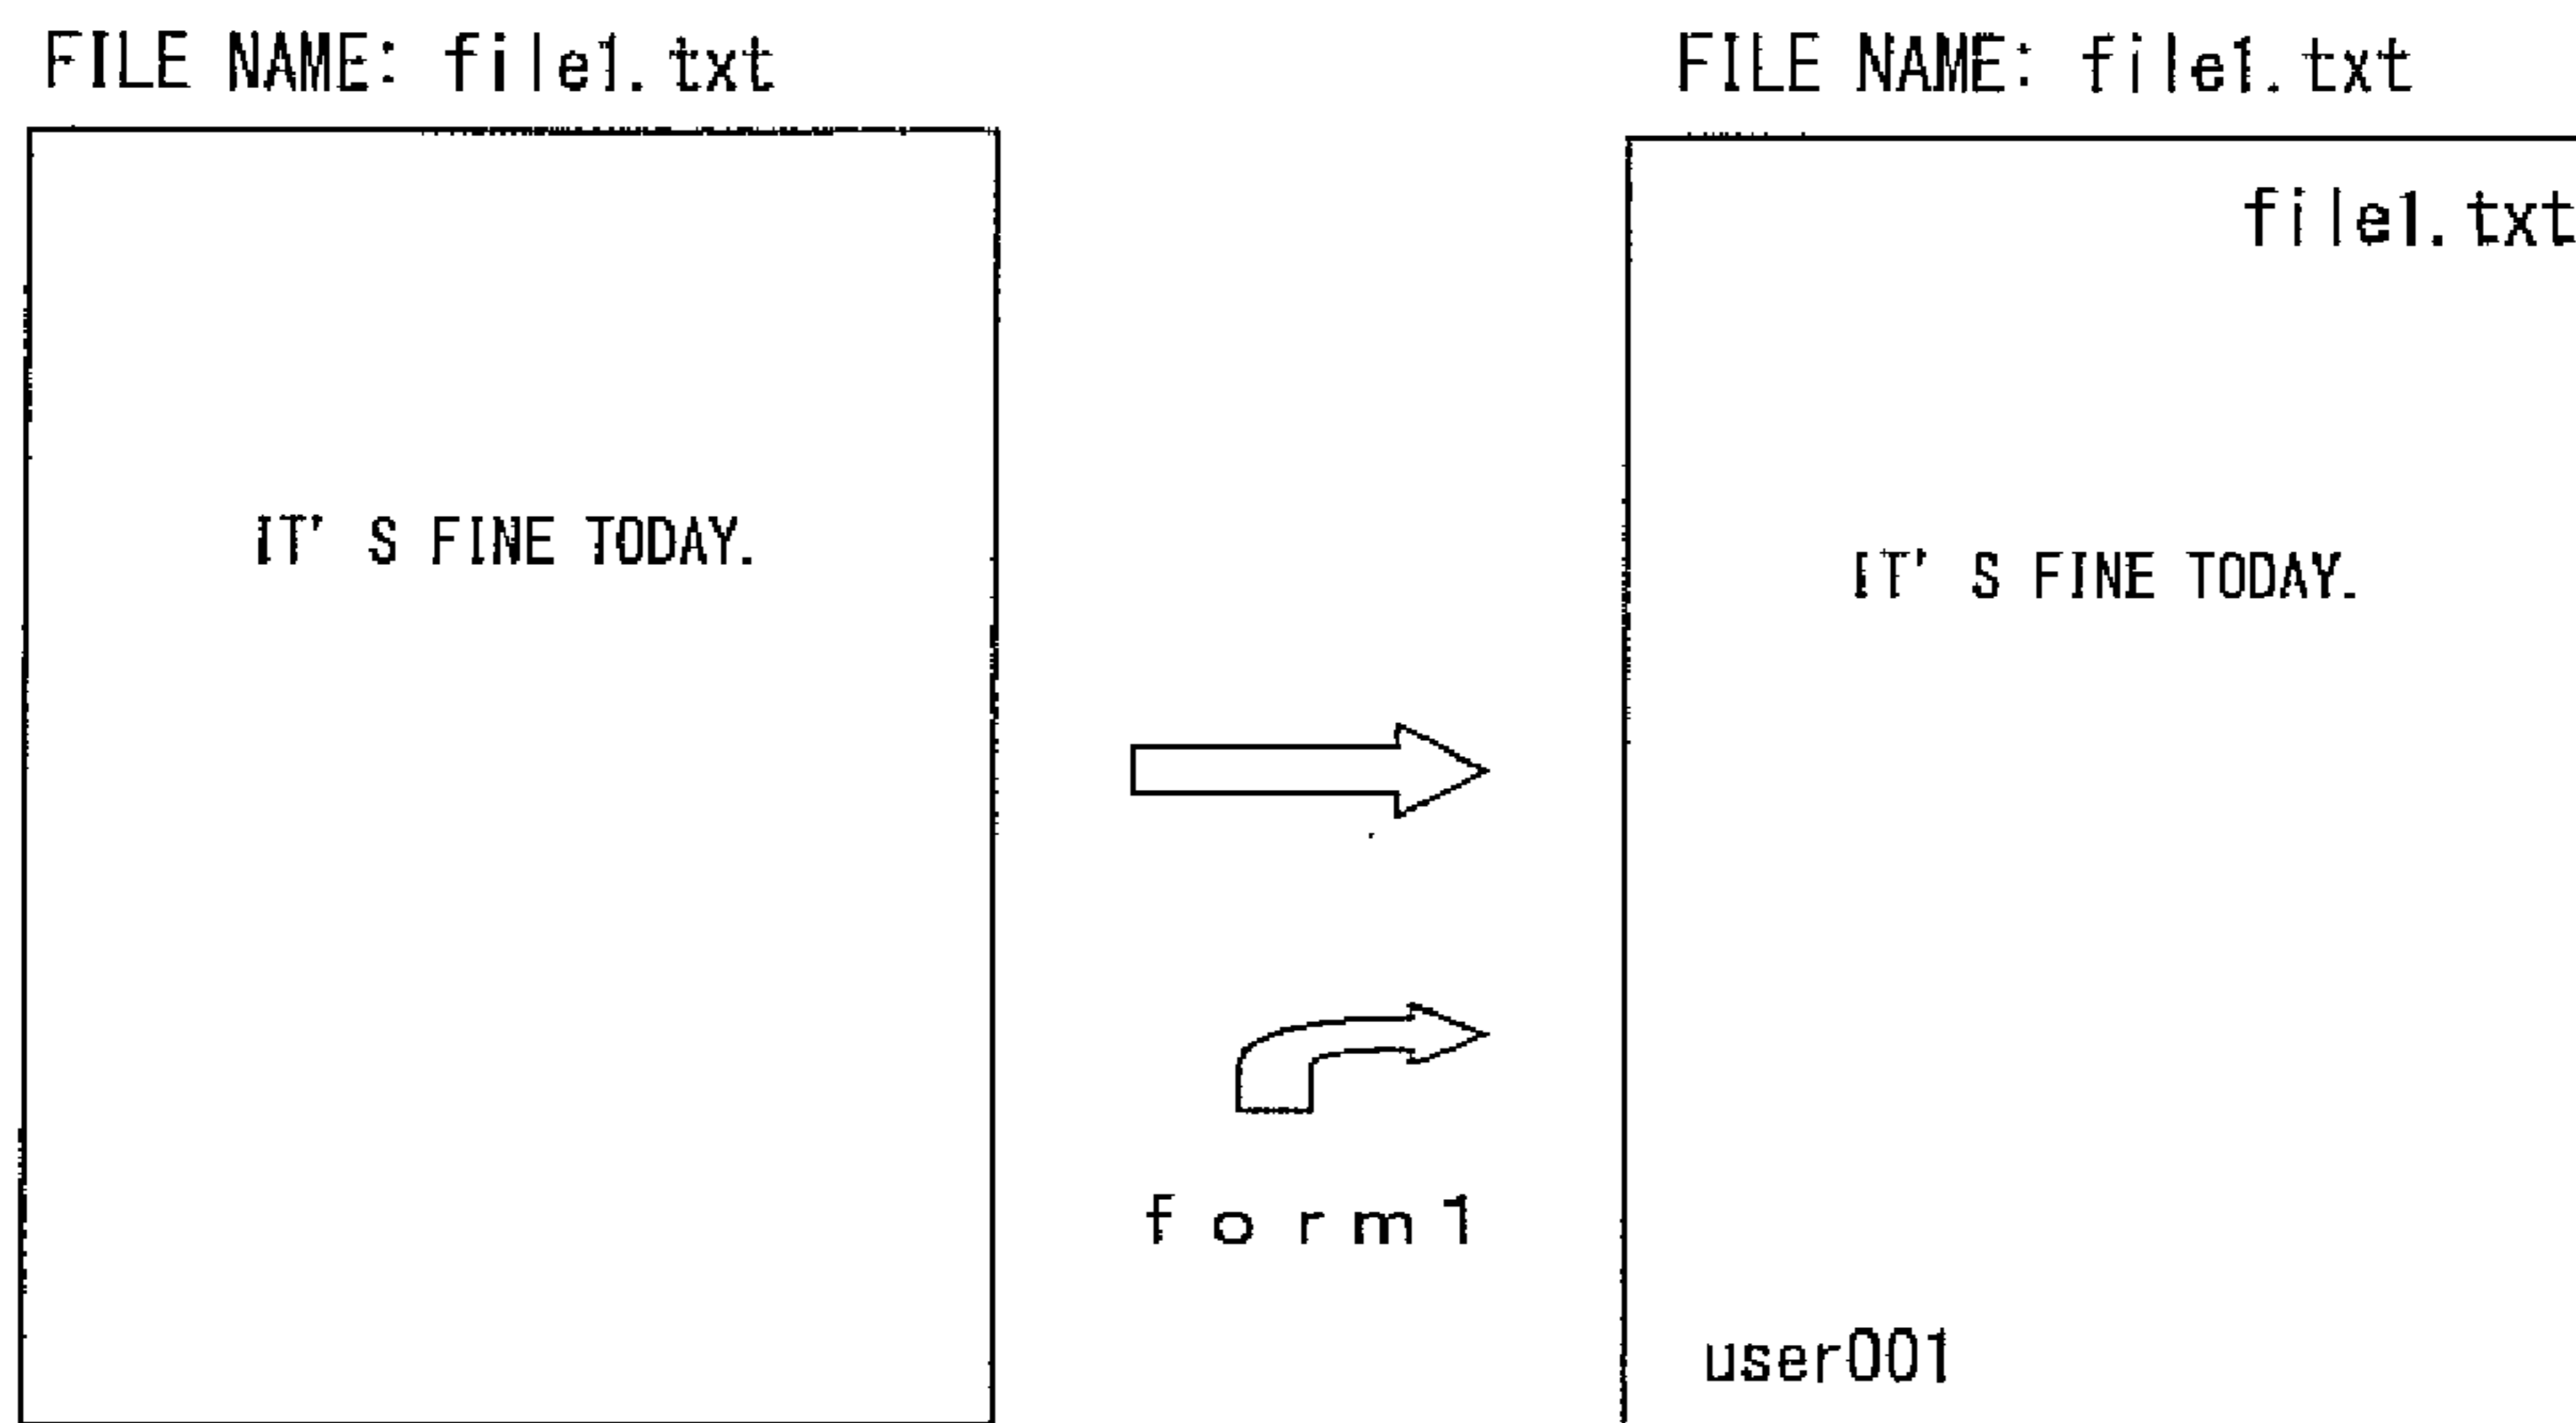 FILE NAME: file1.txt
IT'S FINE TODAY.
form1
FILE NAME: file1.txt
file1.txt
IT'S FINE TODAY.
user001